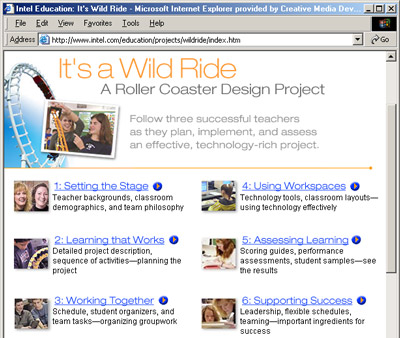 Intel Education: It's a Wild Ride - Microsoft Internet Explorer provided by Creative Media Dev...
File Edit View Favorites Tools Help
Address http://www.intel.com/education/projects/wildride/index.htm Go
It's a Wild Ride
A Roller Coaster Design Project
Follow three successful teachers
as they plan, implement, and assess
an effective, technology-rich project.
1: Setting the Stage
Teacher backgrounds, classroom
demographics, and team philosophy
2: Learning that Works
Detailed project description,
sequence of activities—planning the
project
3: Working Together
Schedule, student organizers, and
team tasks—organizing groupwork
4: Using Workspaces
Technology tools, classroom layouts—
using technology effectively
5: Assessing Learning
Scoring guides, performance
assessments, student samples—see
the results
6: Supporting Success
Leadership, flexible schedules,
teaming—important ingredients for
success